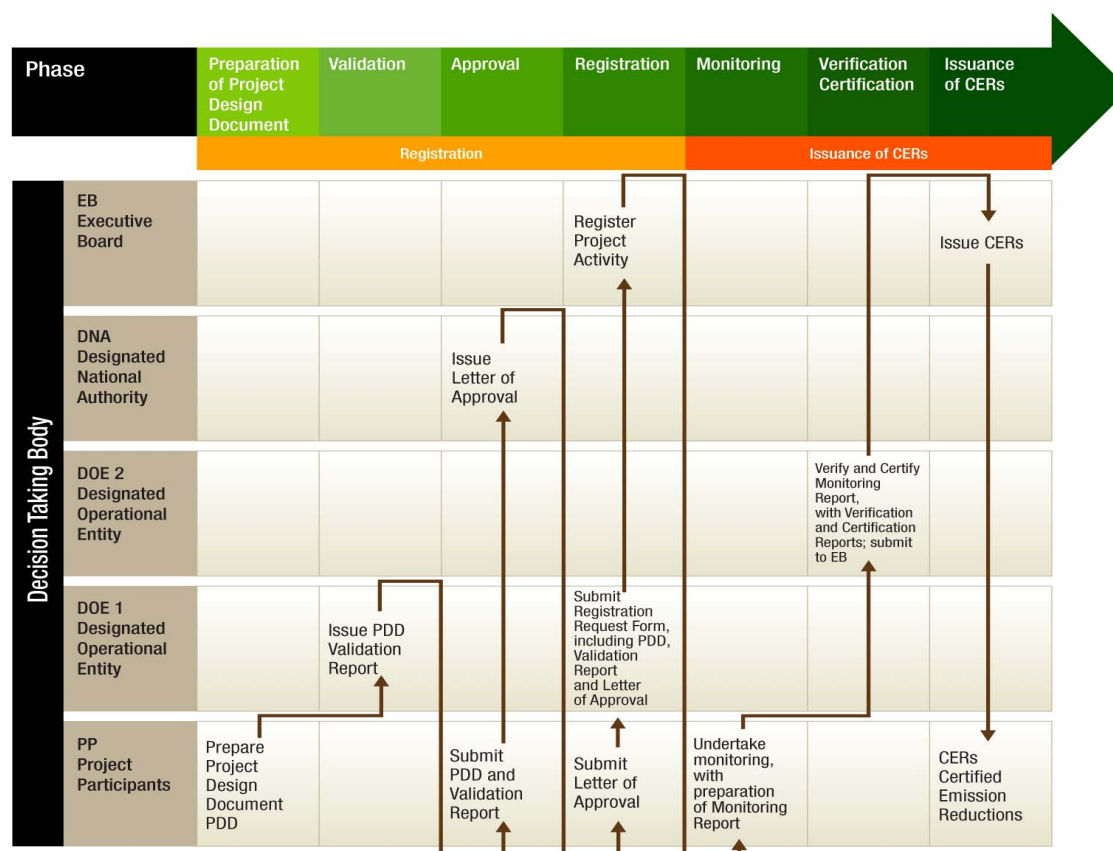 Phase
Preparation
of Project
Design
Document
Validation
Approval
Registration
Monitoring
Verification
Certification
Issuance
of CERs
Registration
Issuance of CERs
Decision Taking Body
EB
Executive
Board
Register
Project
Activity
Issue CERs
DNA
Designated
National
Authority
Issue
Letter of
Approval
DOE 2
Designated
Operational
Entity
Verify and Certify
Monitoring
Report,
with Verification
and Certification
Reports; submit
to EB
DOE 1
Designated
Operational
Entity
Issue PDD
Validation
Report
Submit
Registration
Request Form,
including PDD,
Validation
Report
and Letter
of Approval
PP
Project
Participants
Prepare
Project
Design
Document
PDD
Submit
PDD and
Validation
Report
Submit
Letter of
Approval
Undertake
monitoring,
with
preparation
of Monitoring
Report
CERs
Certified
Emission
Reductions